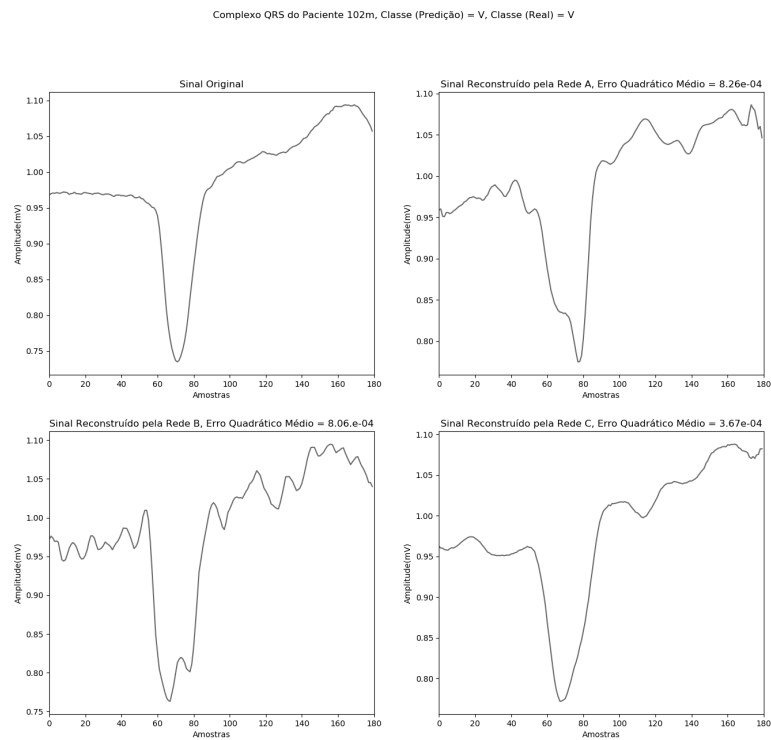 Complexo QRS do Paciente 102m, Classe (Predição) = V, Classe (Real) = V
Sinal Original
1.10
1.05
1.00
0.95
0.90
0.85
0.80
0.75
Amplitude(mV)
0 20 40 60 80 100 120 140 160 180
Amostras
Sinal Reconstruído pela Rede A, Erro Quadrático Médio = 8.26e-04
1.10
1.05
1.00
0.95
0.90
0.85
0.80
Amplitude(mV)
0 20 40 60 80 100 120 140 160 180
Amostras
Sinal Reconstruído pela Rede B, Erro Quadrático Médio = 8.06.e-04
1.10
1.05
1.00
0.95
0.90
0.85
0.80
0.75
Amplitude(mV)
0 20 40 60 80 100 120 140 160 180
Amostras
Sinal Reconstruído pela Rede C, Erro Quadrático Médio = 3.67e-04
1.10
1.05
1.00
0.95
0.90
0.85
0.80
Amplitude(mV)
0 20 40 60 80 100 120 140 160 180
Amostras